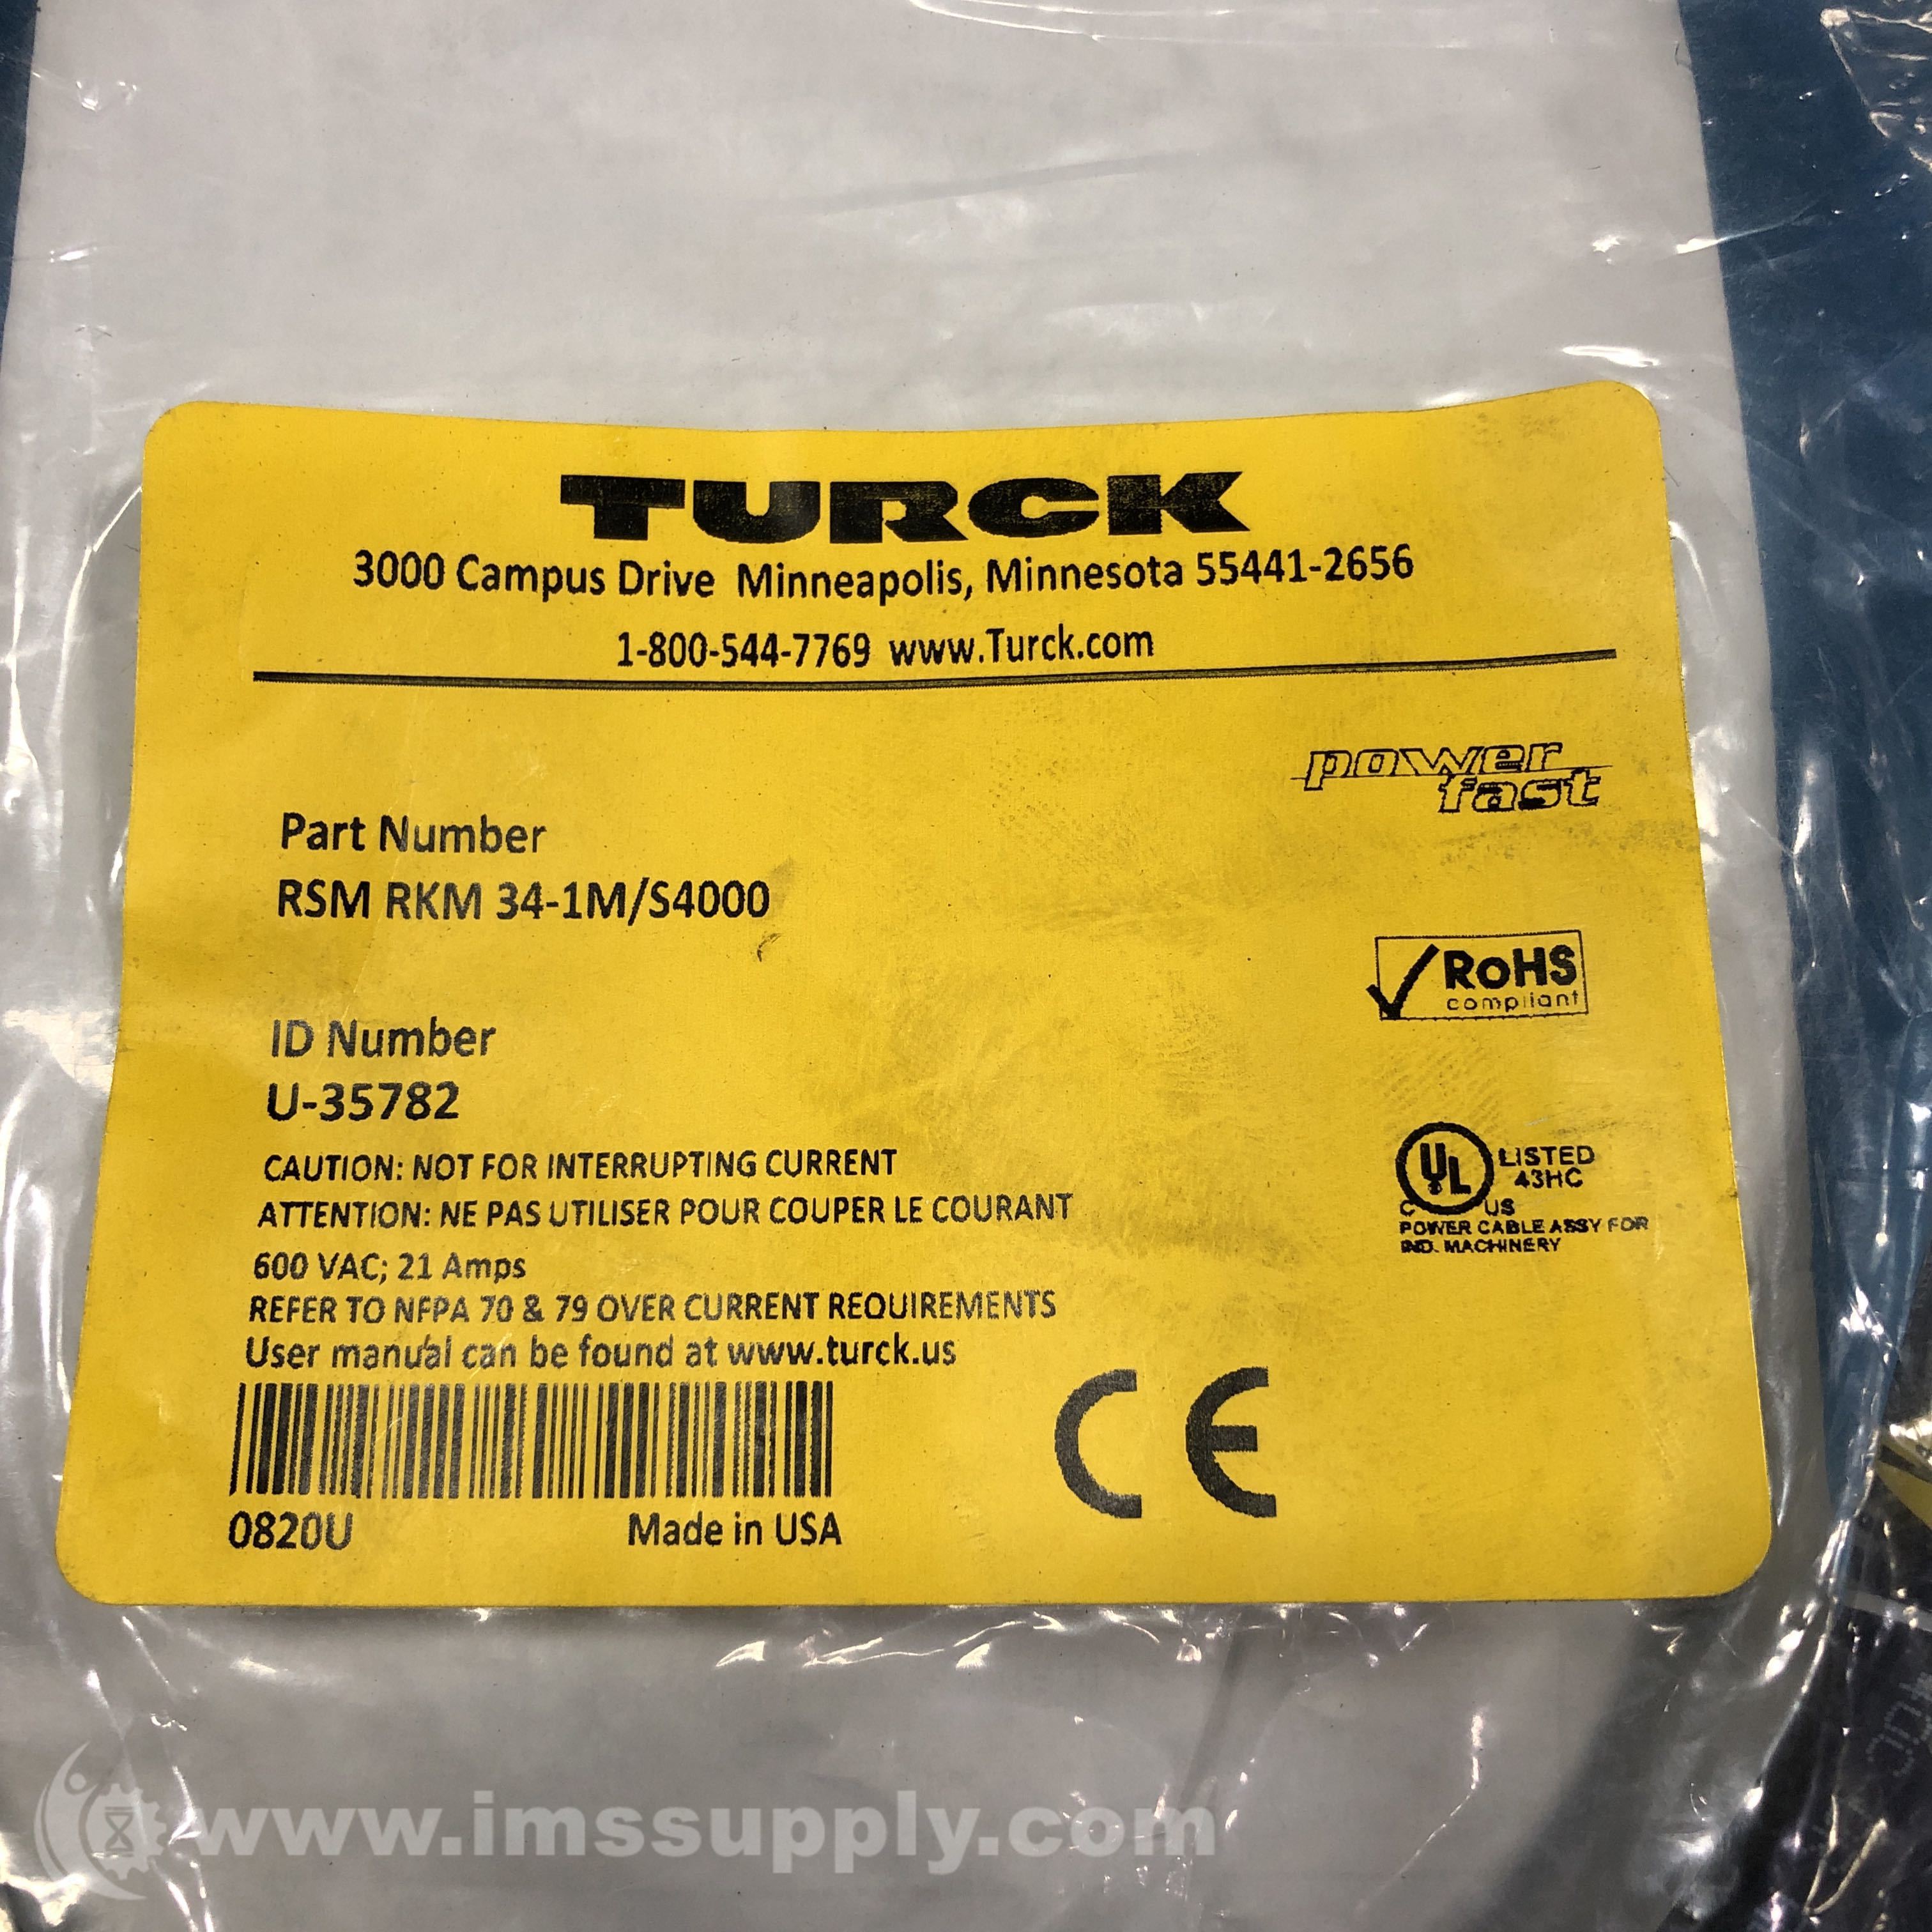 TURCK
3000 Campus Drive Minneapolis, Minnesota 55441-2656
1-800-544-7769 www.Turck.com
power
fast
Part Number
RSM RKM 34-1M/S4000
RoHS
compliant
ID Number
U-35782
CAUTION: NOT FOR INTERRUPTING CURRENT
ATTENTION: NE PAS UTILISER POUR COUPER LE COURANT
UL LISTED
43HC
C US
POWER CABLE ASSY FOR
IND. MACHINERY
600 VAC; 21 Amps
REFER TO NFPA 70 & 79 OVER CURRENT REQUIREMENTS
User manual can be found at www.turck.us
CE
0820U Made in USA
www.imssupply.com